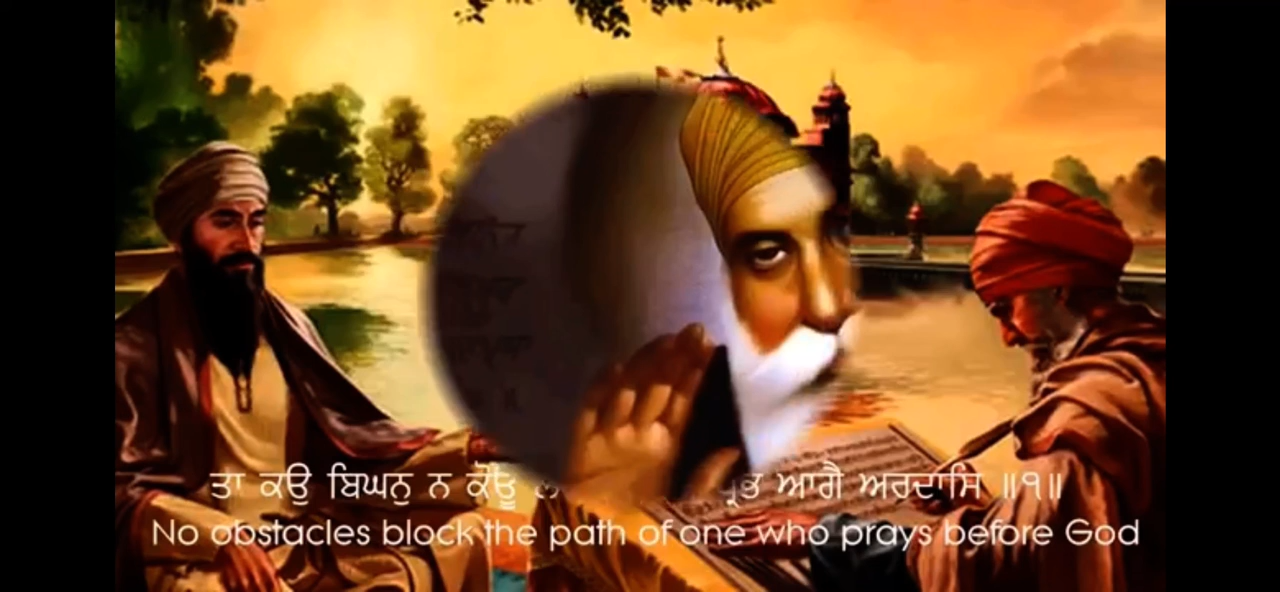 ਤਾ ਕਉ ਬਿਘਨੁ ਨ ਕੋਊ ਆਗੈ ਅਰਦਾਸਿ ॥੧॥
No obstacles block the path of one who prays before God